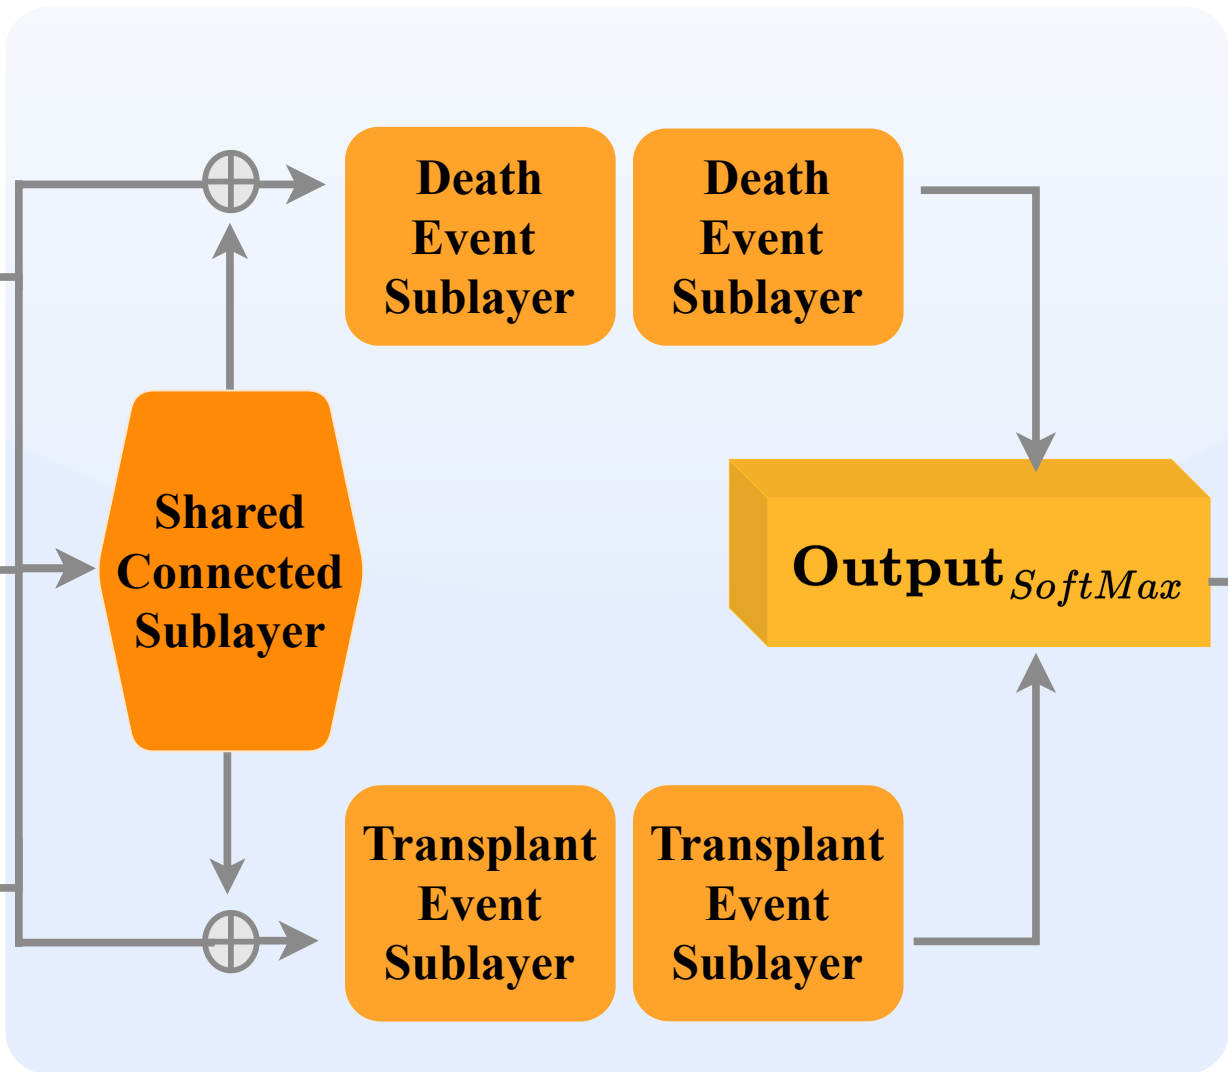 Death
Event
Sublayer
Death
Event
Sublayer
Shared
Connected
Sublayer
Output SoftMax
Transplant
Event
Sublayer
Transplant
Event
Sublayer